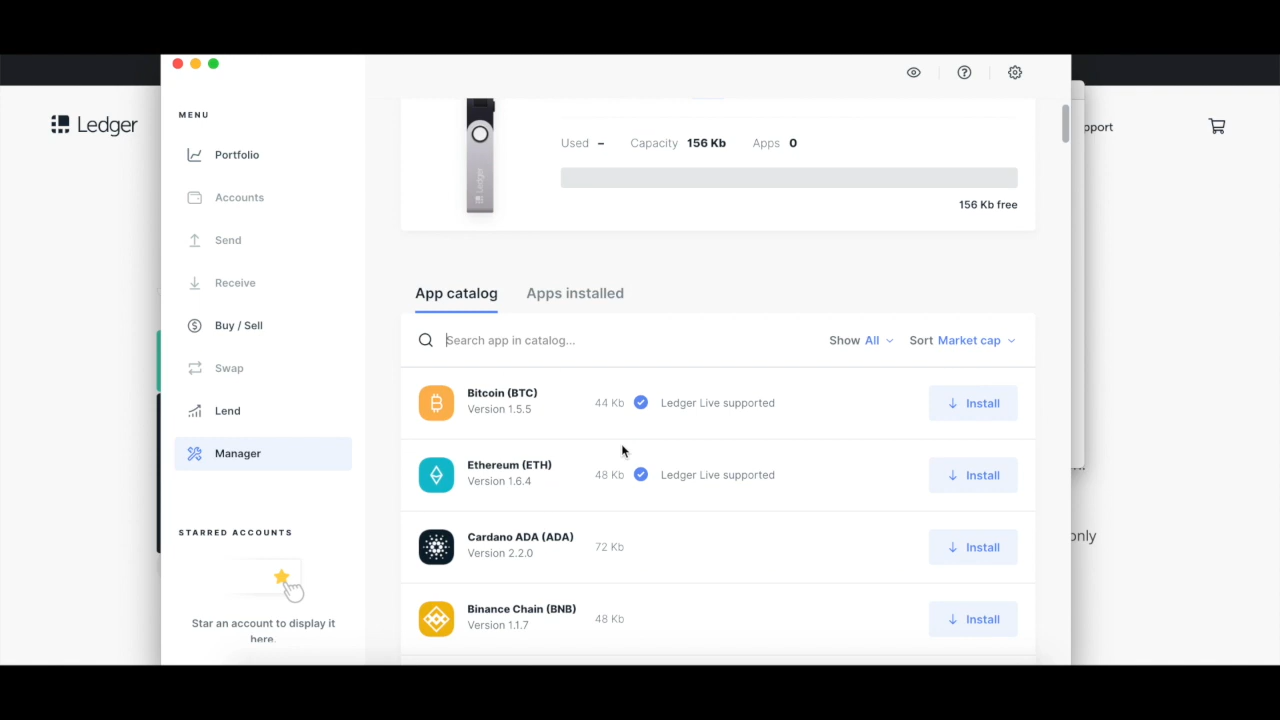 Ledger
pport
only
MENU
Portfolio
Accounts
Send
Receive
Buy / Sell
Swap
Lend
Manager
STARRED ACCOUNTS
Star an account to display it
here.
Ledger
Used – Capacity 156 Kb Apps 0
156 Kb free
App catalog Apps installed
Search app in catalog... Show All Sort Market cap
Bitcoin (BTC)
Version 1.5.5
44 Kb Ledger Live supported
Install
Ethereum (ETH)
Version 1.6.4
48 Kb Ledger Live supported
Install
Cardano ADA (ADA)
Version 2.2.0
72 Kb
Install
Binance Chain (BNB)
Version 1.1.7
48 Kb
Install